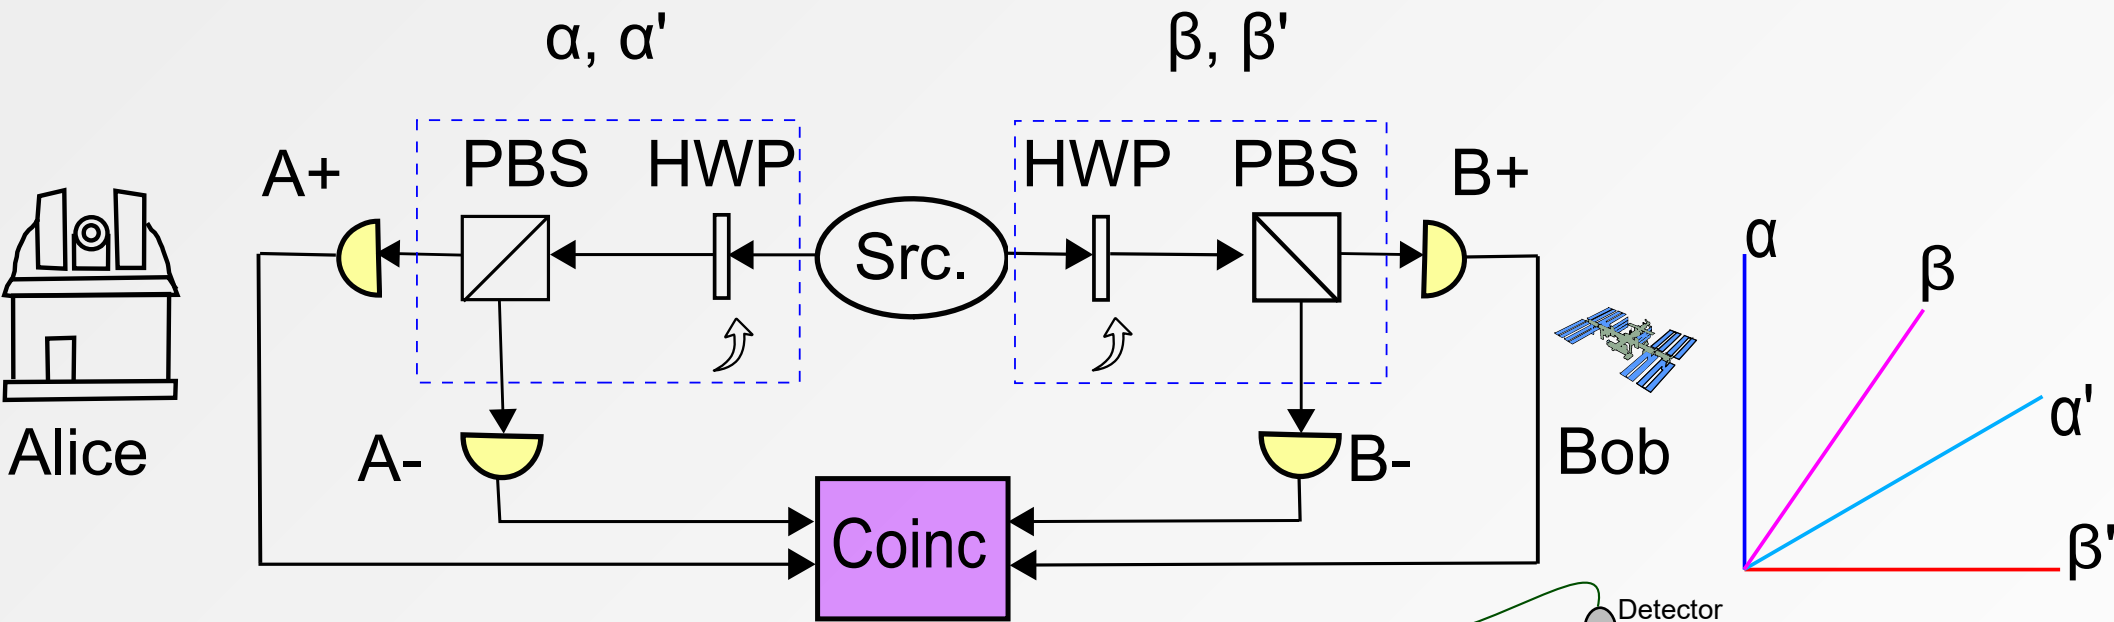 α, α'
β, β'
A+
PBS
HWP
HWP
PBS
B+
Src.
α
β
α'
β'
Alice
A-
B-
Bob
Coinc
Detector